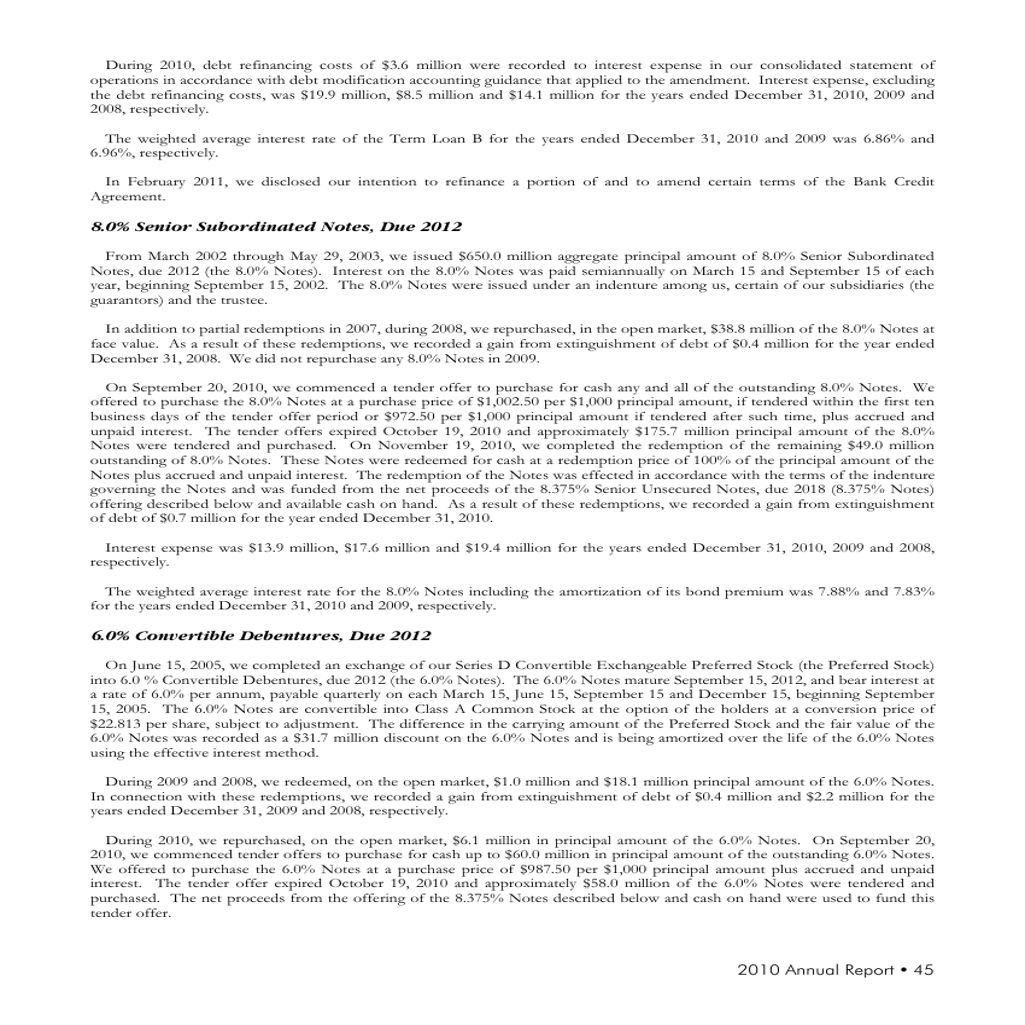 During 2010, debt refinancing costs of $3.6 million were recorded to interest expense in our consolidated statement of
operations in accordance with debt modification accounting guidance that applied to the amendment. Interest expense, excluding
the debt refinancing costs, was $19.9 million, $8.5 million and $14.1 million for the years ended December 31, 2010, 2009 and
2008, respectively.
The weighted average interest rate of the Term Loan B for the years ended December 31, 2010 and 2009 was 6.86% and
6.96%, respectively.
In February 2011, we disclosed our intention to refinance a portion of and to amend certain terms of the Bank Credit
Agreement.
8.0% Senior Subordinated Notes, Due 2012
From March 2002 through May 29, 2003, we issued $650.0 million aggregate principal amount of 8.0% Senior Subordinated
Notes, due 2012 (the 8.0% Notes). Interest on the 8.0% Notes was paid semiannually on March 15 and September 15 of each
year, beginning September 15, 2002. The 8.0% Notes were issued under an indenture among us, certain of our subsidiaries (the
guarantors) and the trustee.
In addition to partial redemptions in 2007, during 2008, we repurchased, in the open market, $38.8 million of the 8.0% Notes at
face value. As a result of these redemptions, we recorded a gain from extinguishment of debt of $0.4 million for the year ended
December 31, 2008. We did not repurchase any 8.0% Notes in 2009.
On September 20, 2010, we commenced a tender offer to purchase for cash any and all of the outstanding 8.0% Notes. We
offered to purchase the 8.0% Notes at a purchase price of $1,002.50 per $1,000 principal amount, if tendered within the first ten
business days of the tender offer period or $972.50 per $1,000 principal amount if tendered after such time, plus accrued and
unpaid interest. The tender offers expired October 19, 2010 and approximately $175.7 million principal amount of the 8.0%
Notes were tendered and purchased. On November 19, 2010, we completed the redemption of the remaining $49.0 million
outstanding of 8.0% Notes. These Notes were redeemed for cash at a redemption price of 100% of the principal amount of the
Notes plus accrued and unpaid interest. The redemption of the Notes was effected in accordance with the terms of the indenture
governing the Notes and was funded from the net proceeds of the 8.375% Senior Unsecured Notes, due 2018 (8.375% Notes)
offering described below and available cash on hand. As a result of these redemptions, we recorded a gain from extinguishment
of debt of $0.7 million for the year ended December 31, 2010.
Interest expense was $13.9 million, $17.6 million and $19.4 million for the years ended December 31, 2010, 2009 and 2008,
respectively.
The weighted average interest rate for the 8.0% Notes including the amortization of its bond premium was 7.88% and 7.83%
for the years ended December 31, 2010 and 2009, respectively.
6.0% Convertible Debentures, Due 2012
On June 15, 2005, we completed an exchange of our Series D Convertible Exchangeable Preferred Stock (the Preferred Stock)
into 6.0 % Convertible Debentures, due 2012 (the 6.0% Notes). The 6.0% Notes mature September 15, 2012, and bear interest at
a rate of 6.0% per annum, payable quarterly on each March 15, June 15, September 15 and December 15, beginning September
15, 2005. The 6.0% Notes are convertible into Class A Common Stock at the option of the holders at a conversion price of
$22.813 per share, subject to adjustment. The difference in the carrying amount of the Preferred Stock and the fair value of the
6.0% Notes was recorded as a $31.7 million discount on the 6.0% Notes and is being amortized over the life of the 6.0% Notes
using the effective interest method.
During 2009 and 2008, we redeemed, on the open market, $1.0 million and $18.1 million principal amount of the 6.0% Notes.
In connection with these redemptions, we recorded a gain from extinguishment of debt of $0.4 million and $2.2 million for the
years ended December 31, 2009 and 2008, respectively.
During 2010, we repurchased, on the open market, $6.1 million in principal amount of the 6.0% Notes. On September 20,
2010, we commenced tender offers to purchase for cash up to $60.0 million in principal amount of the outstanding 6.0% Notes.
We offered to purchase the 6.0% Notes at a purchase price of $987.50 per $1,000 principal amount plus accrued and unpaid
interest. The tender offer expired October 19, 2010 and approximately $58.0 million of the 6.0% Notes were tendered and
purchased. The net proceeds from the offering of the 8.375% Notes described below and cash on hand were used to fund this
tender offer.
2010 Annual Report • 45